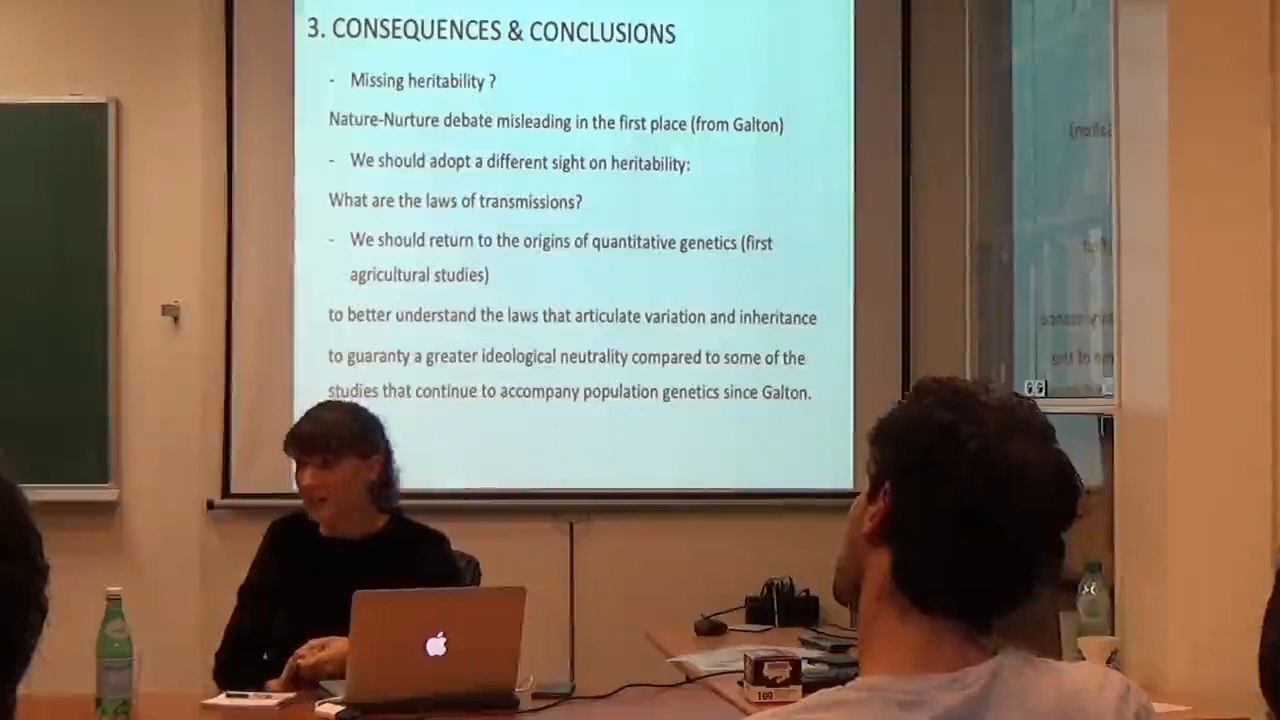 3. CONSEQUENCES & CONCLUSIONS
- Missing heritability ?
Nature-Nurture debate misleading in the first place (from Galton)
- We should adopt a different sight on heritability:
What are the laws of transmissions?
- We should return to the origins of quantitative genetics (first
agricultural studies)
to better understand the laws that articulate variation and inheritance
to guaranty a greater ideological neutrality compared to some of the
studies that continue to accompany population genetics since Galton.
100